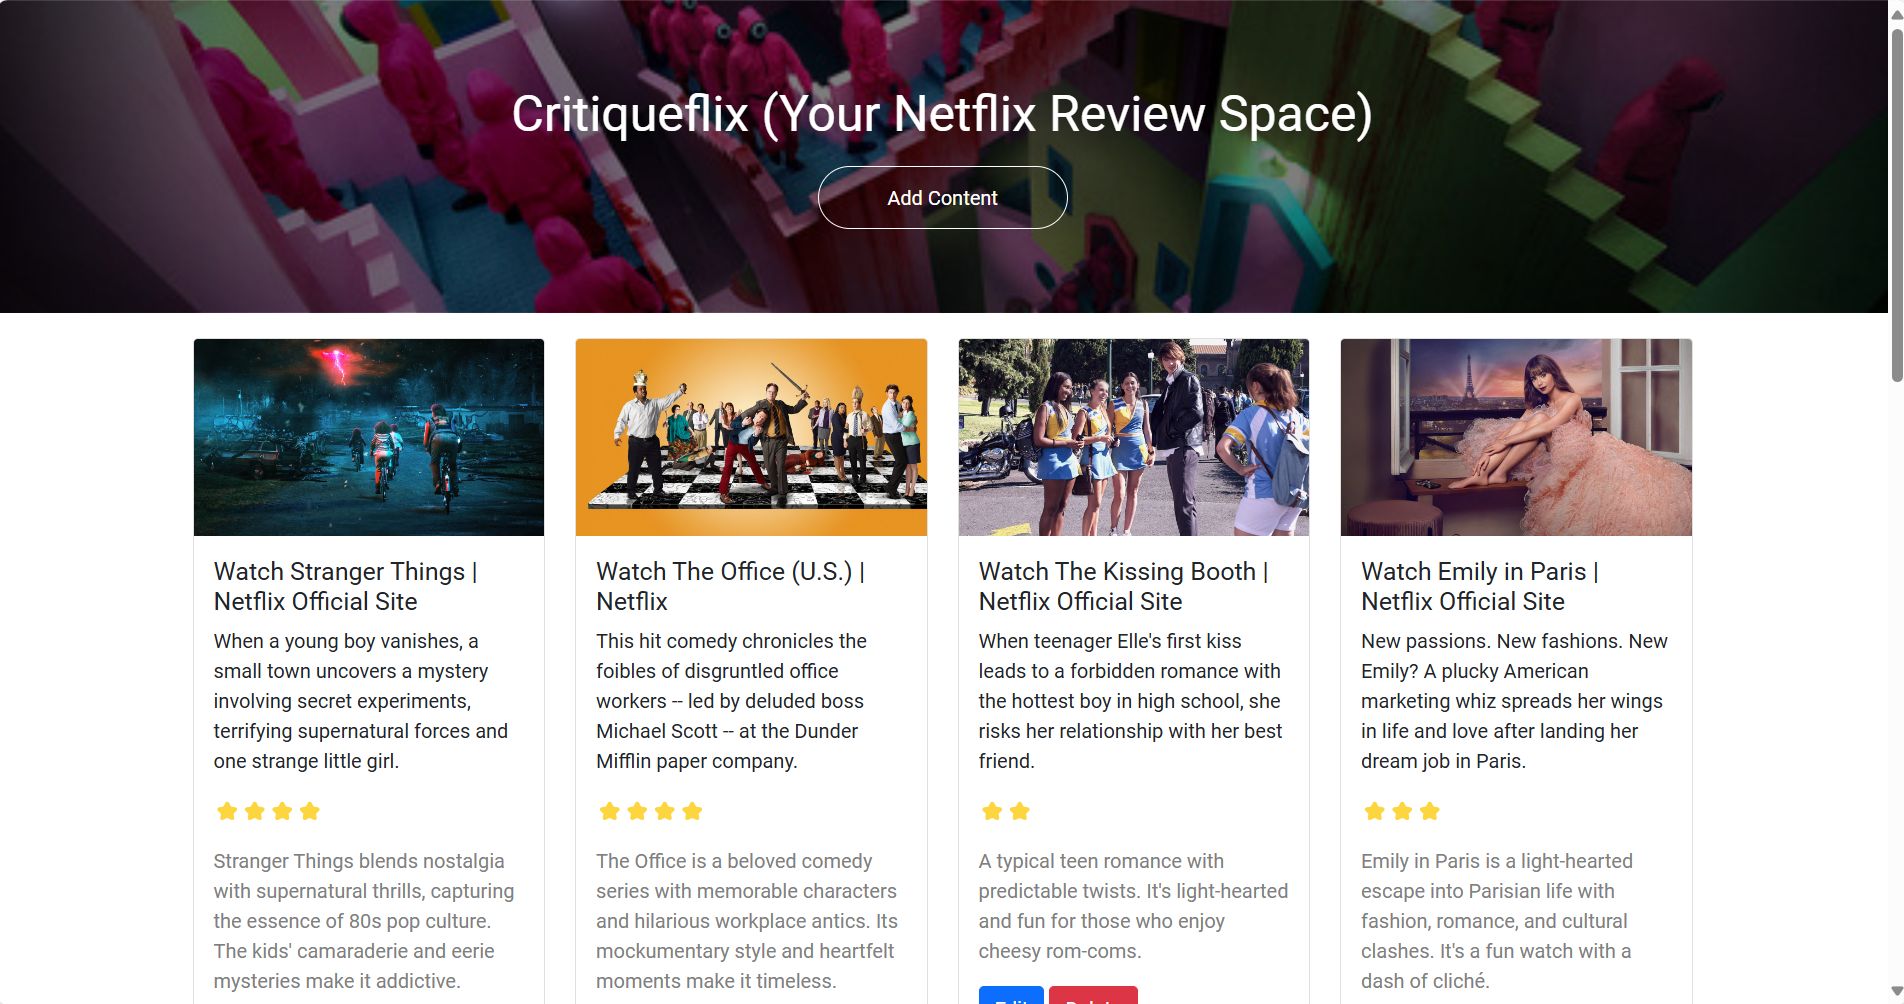 Critiqueflix (Your Netflix Review Space)
Add Content
Watch Stranger Things |
Netflix Official Site
When a young boy vanishes, a
small town uncovers a mystery
involving secret experiments,
terrifying supernatural forces and
one strange little girl.
Stranger Things blends nostalgia
with supernatural thrills, capturing
the essence of 80s pop culture.
The kids' camaraderie and eerie
mysteries make it addictive.
Watch The Office (U.S.) |
Netflix
This hit comedy chronicles the
foibles of disgruntled office
workers -- led by deluded boss
Michael Scott -- at the Dunder
Mifflin paper company.
The Office is a beloved comedy
series with memorable characters
and hilarious workplace antics. Its
mockumentary style and heartfelt
moments make it timeless.
Watch The Kissing Booth |
Netflix Official Site
When teenager Elle's first kiss
leads to a forbidden romance with
the hottest boy in high school, she
risks her relationship with her best
friend.
A typical teen romance with
predictable twists. It's light-hearted
and fun for those who enjoy
cheesy rom-coms.
Edit
Delete
Watch Emily in Paris |
Netflix Official Site
New passions. New fashions. New
Emily? A plucky American
marketing whiz spreads her wings
in life and love after landing her
dream job in Paris.
Emily in Paris is a light-hearted
escape into Parisian life with
fashion, romance, and cultural
clashes. It's a fun watch with a
dash of cliché.